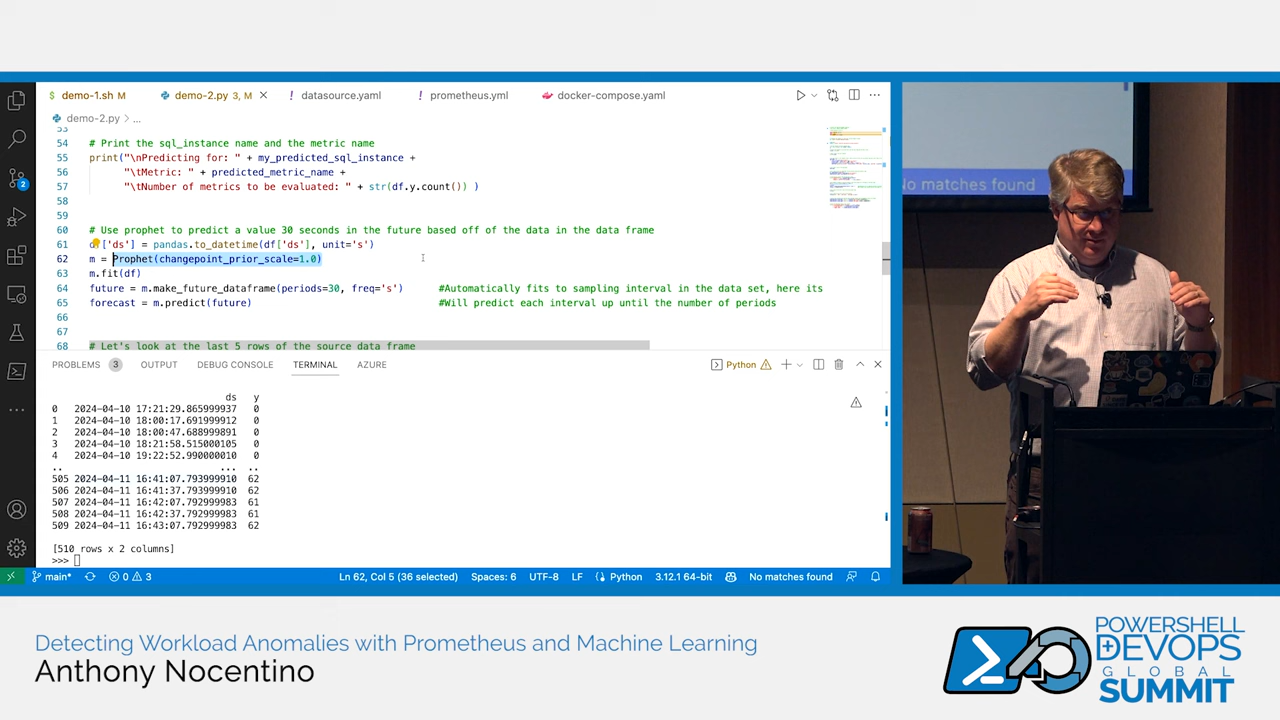 demo-1.sh M
demo-2.py 3, M
datasource.yaml
prometheus.yml
docker-compose.yaml
demo-2.py > ...
53
54 # Print sql_instance name and the metric name
55 print( + my_predicted_sql_instance +
56 + predicted_metric_name +
57 of metrics to be evaluated: " + str(df.y.count()) )
58
59
60 # Use prophet to predict a value 30 seconds in the future based off of the data in the data frame
61 ['ds'] = pandas.to_datetime(df['ds'], unit='s')
62 m = Prophet(changepoint_prior_scale=1.0)
63 m.fit(df)
64 future = m.make_future_dataframe(periods=30, freq='s') #Automatically fits to sampling interval in the data set, here its
65 forecast = m.predict(future) #Will predict each interval up until the number of periods
66
67
68 # Let's look at the last 5 rows of the source data frame
PROBLEMS 3 OUTPUT DEBUG CONSOLE TERMINAL AZURE
Python
ds y
0 2024-04-10 17:21:29.865999937 0
1 2024-04-10 18:00:17.691999912 0
2 2024-04-10 18:00:47.688999891 0
3 2024-04-10 18:21:58.515000105 0
4 2024-04-10 19:22:52.990000010 0
.. ... ..
505 2024-04-11 16:41:07.793999910 62
506 2024-04-11 16:41:37.793999910 62
507 2024-04-11 16:42:07.792999983 61
508 2024-04-11 16:42:37.792999983 61
509 2024-04-11 16:43:07.792999983 62
[510 rows x 2 columns]
>>>
2
main* 0 3 Ln 62, Col 5 (36 selected) Spaces: 6 UTF-8 LF Python 3.12.1 64-bit No matches found
No matches found
Detecting Workload Anomalies with Prometheus and Machine Learning
Anthony Nocentino
POWERSHELL
DEVOPS
GLOBAL
SUMMIT